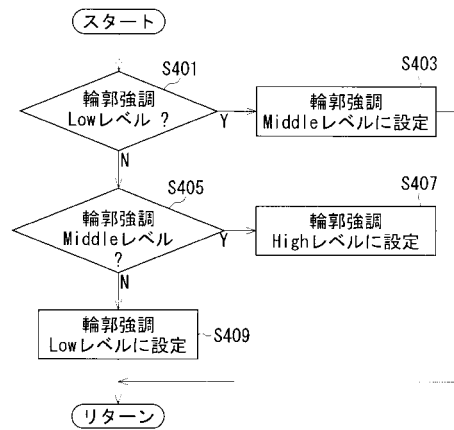 スタート
S401
輪郭強調
Lowレベル ?
Y
N
S403
輪郭強調
Middleレベルに設定
S405
輪郭強調
Middleレベル
?
Y
N
S407
輪郭強調
Highレベルに設定
輪郭強調
Lowレベルに設定
S409
リターン